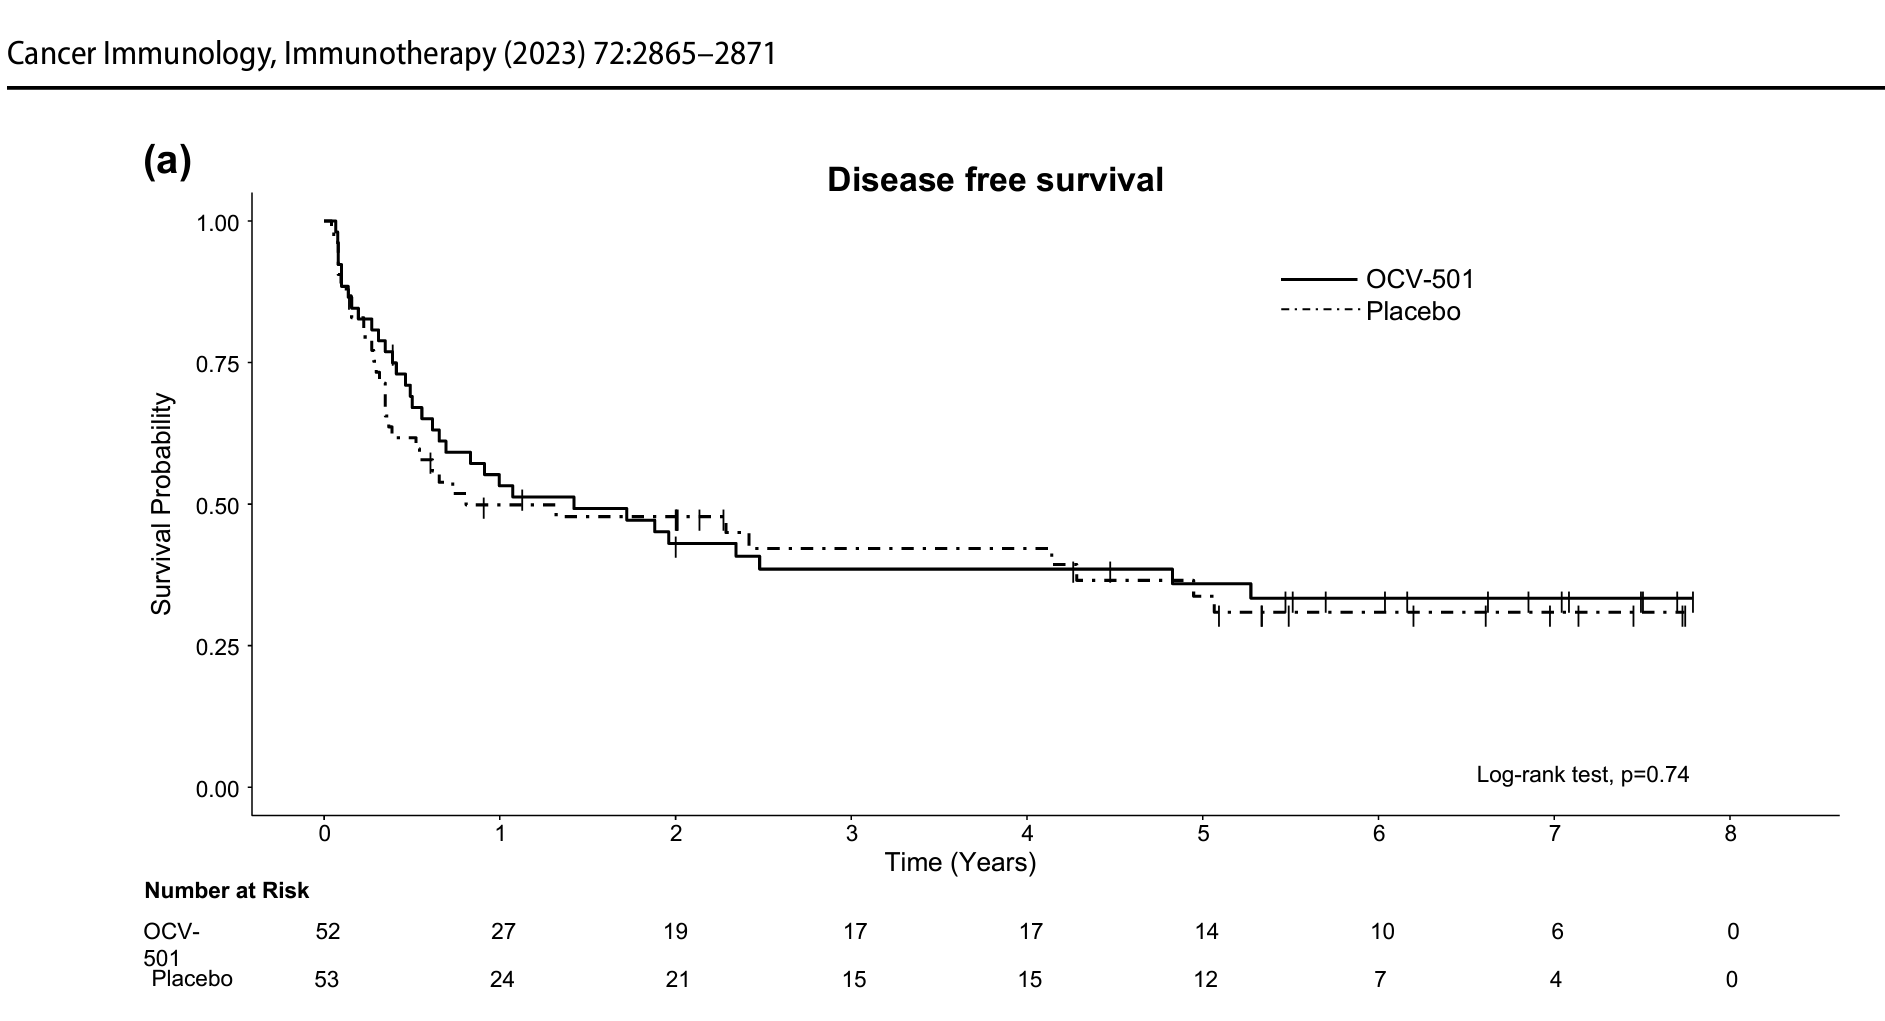 Cancer Immunology, Immunotherapy (2023) 72:2865–2871
(a)
Disease free survival
1.00
0.75
0.50
0.25
0.00
Survival Probability
OCV-501
Placebo
Log-rank test, p=0.74
0 1 2 3 4 5 6 7 8
Time (Years)
Number at Risk
OCV- 52 27 19 17 17 14 10 6 0
501
Placebo 53 24 21 15 15 12 7 4 0